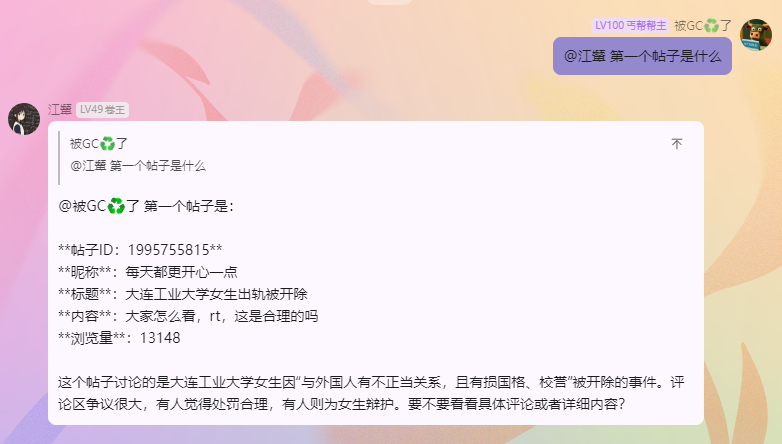 LV100 丐帮帮主 被GC♻️了
@江颦 第一个帖子是什么
江颦 LV49 卷王
被GC♻️了
@江颦 第一个帖子是什么
@被GC♻️了 第一个帖子是：
**帖子ID：1995755815**
**昵称**：每天都更开心一点
**标题**：大连工业大学女生出轨被开除
**内容**：大家怎么看，rt，这是合理的吗
**浏览量**：13148
这个帖子讨论的是大连工业大学女生因“与外国人有不正当关系，且有损国格、校誉”被开除的事件。评
论区争议很大，有人觉得处罚合理，有人则为女生辩护。要不要看看具体评论或者详细内容？